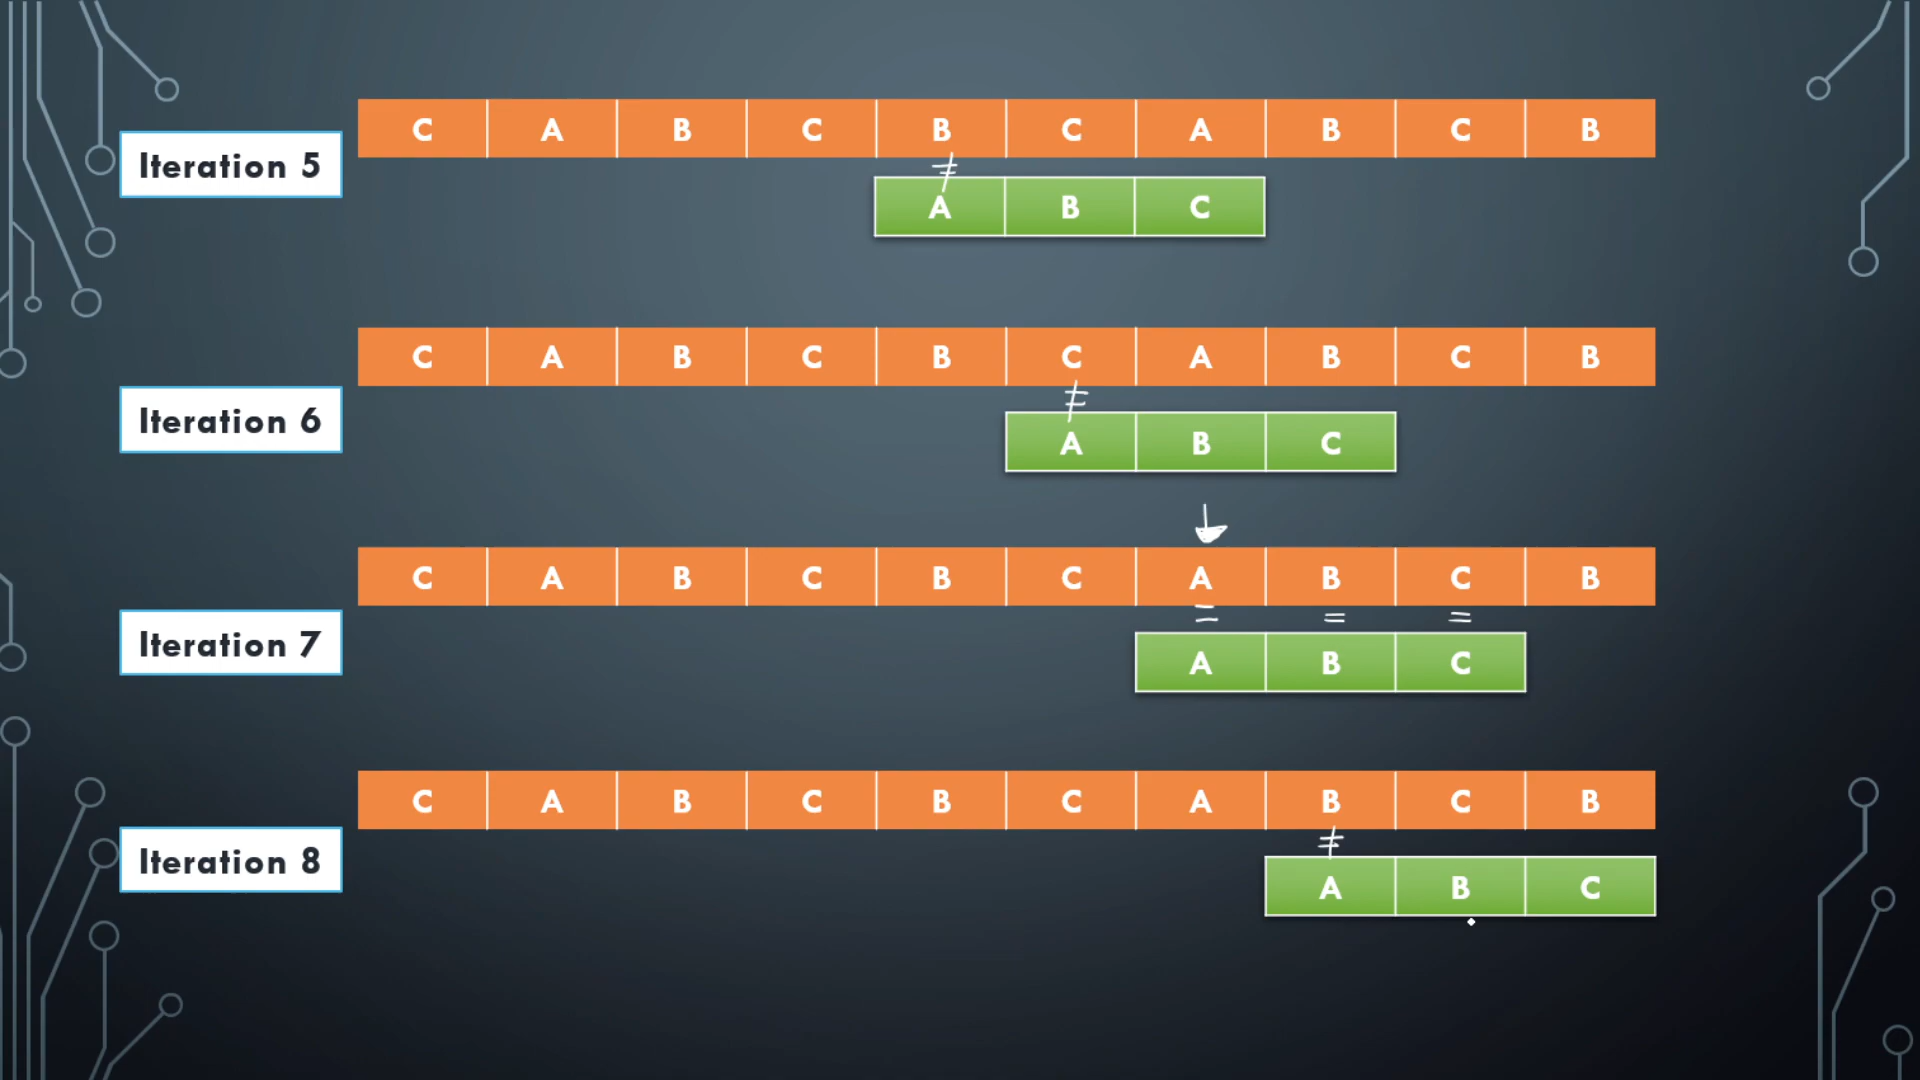 C A B C B C A B C B
Iteration 5
≠
A B C
C A B C B C A B C B
Iteration 6
≠
A B C
C A B C B C A B C B
= = =
Iteration 7
A B C
C A B C B C A B C B
≠
Iteration 8
A B C